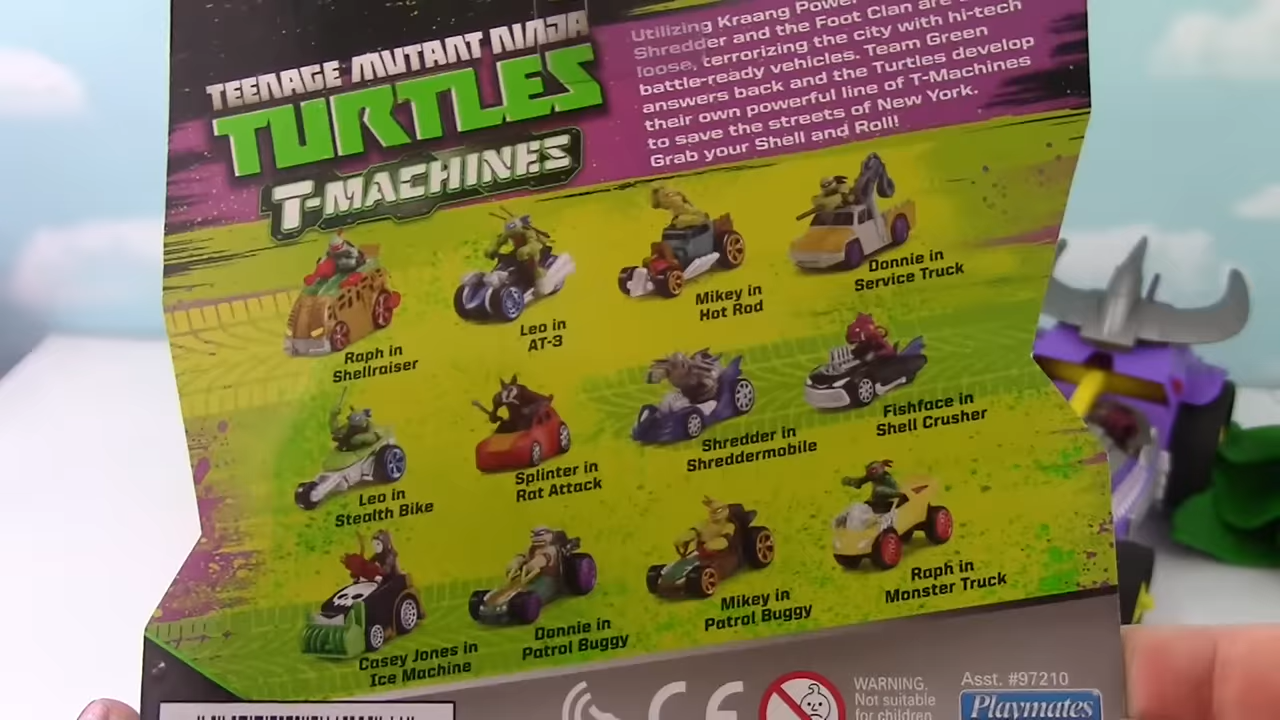 TEENAGE MUTANT NINJA
TURTLES
T-MACHINES
Utilizing Kraang Power
Shredder and the Foot Clan are
loose, terrorizing the city with hi-tech
battle-ready vehicles. Team Green
answers back and the Turtles develop
their own powerful line of T-Machines
to save the streets of New York.
Grab your Shell and Roll!
Raph in
Shellraiser
Leo in
AT-3
Mikey in
Hot Rod
Donnie in
Service Truck
Leo in
Stealth Bike
Splinter in
Rat Attack
Shredder in
Shreddermobile
Fishface in
Shell Crusher
Casey Jones in
Ice Machine
Donnie in
Patrol Buggy
Mikey in
Patrol Buggy
Raph in
Monster Truck
CE
WARNING.
Not suitable
for children
Asst. #97210
Playmates